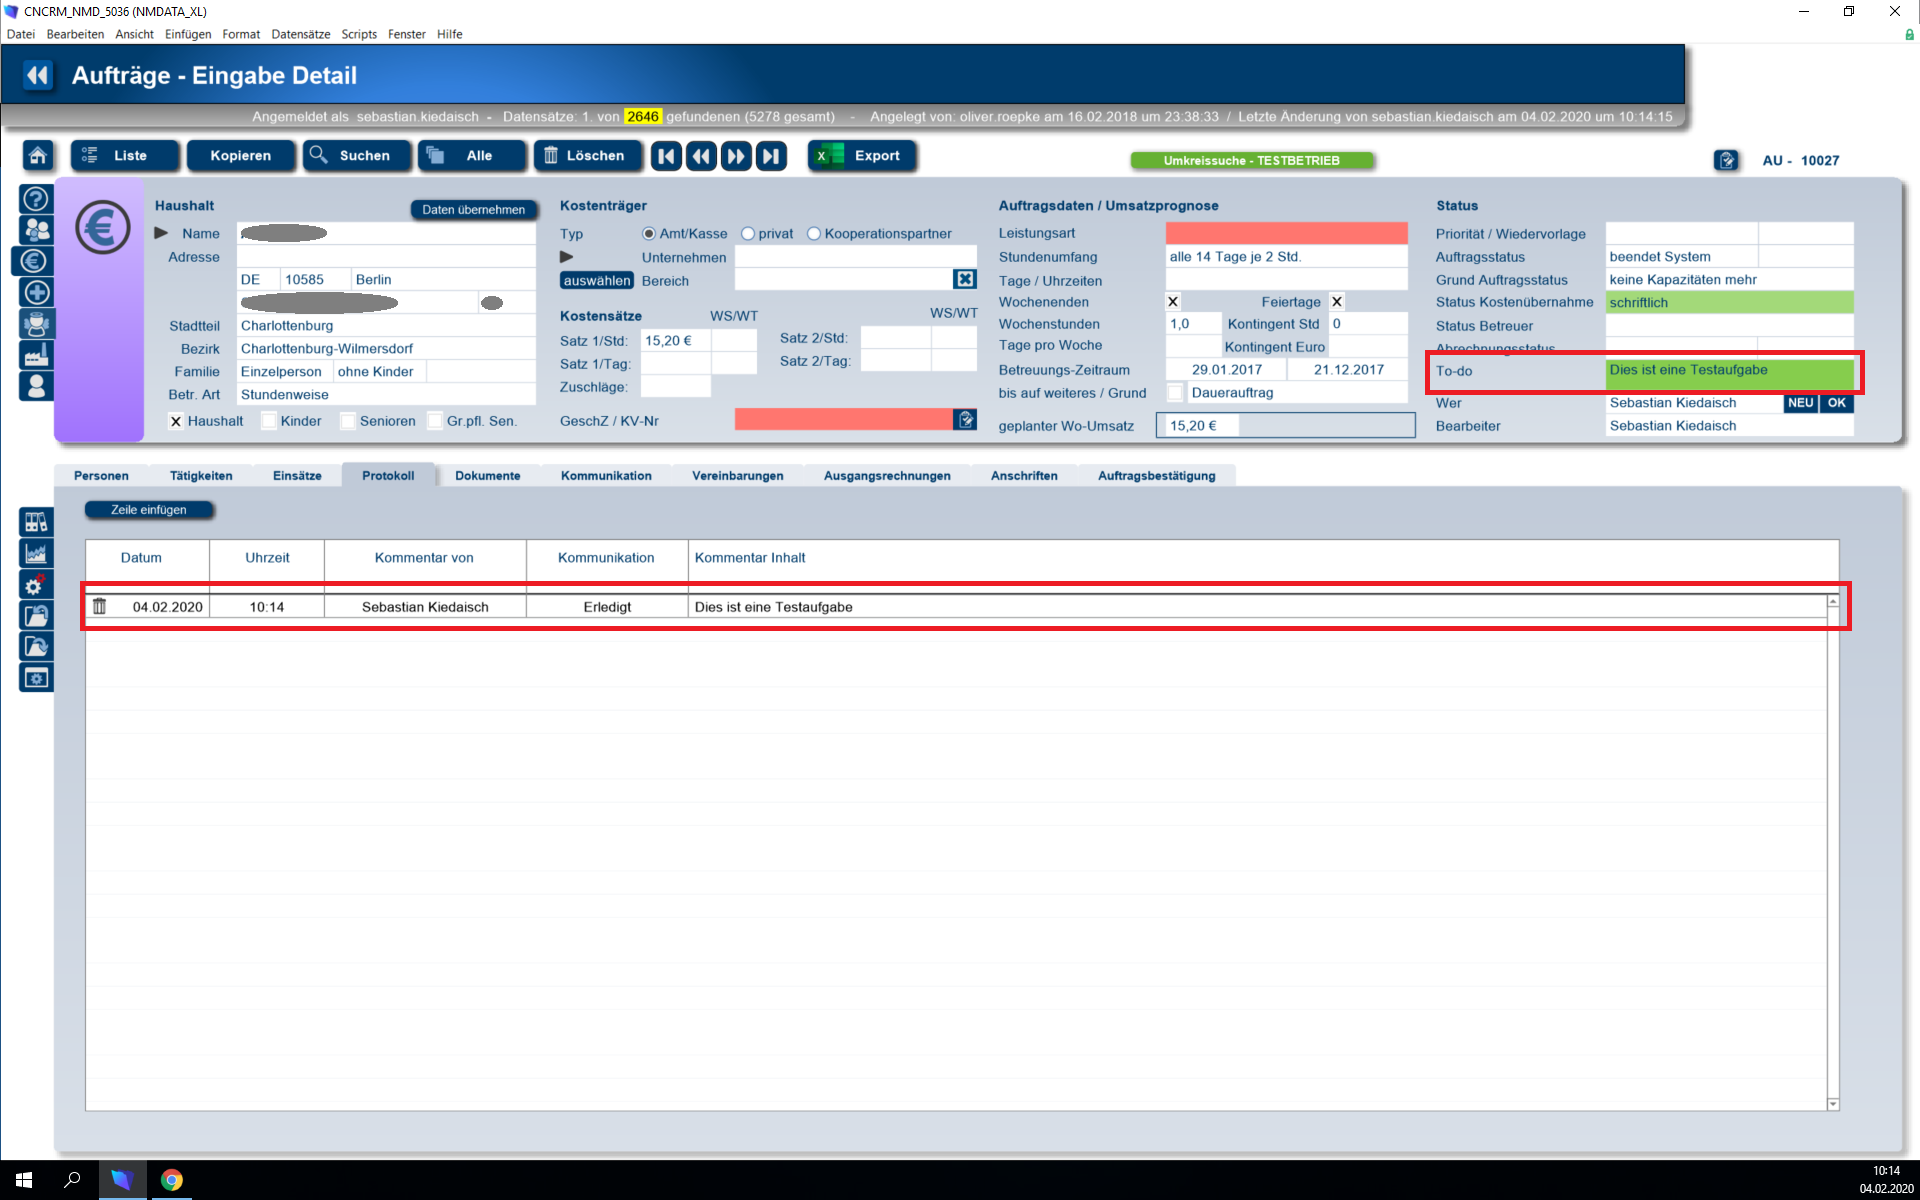 CNCRM_NMD_5036 (NMDATA_XL)
Datei Bearbeiten Ansicht Einfügen Format Datensätze Scripts Fenster Hilfe
Aufträge - Eingabe Detail
Angemeldet als sebastian.kiedaisch - Datensätze: 1. von 2646 gefundenen (5278 gesamt) - Angelegt von: oliver.roepke am 16.02.2018 um 23:38:33 / Letzte Änderung von sebastian.kiedaisch am 04.02.2020 um 10:14:15
Liste Kopieren Suchen Alle Löschen Export
Umkreissuche - TESTBETRIEB
AU - 10027
Haushalt
Daten übernehmen
Name
Adresse
DE 10585 Berlin
Stadtteil Charlottenburg
Bezirk Charlottenburg-Wilmersdorf
Familie Einzelperson ohne Kinder
Betr. Art Stundenweise
X Haushalt Kinder Senioren Gr.pfl. Sen.
Kostenträger
Typ Amt/Kasse privat Kooperationspartner
Unternehmen
auswählen Bereich
Kostensätze WS/WT WS/WT
Satz 1/Std: 15,20 € Satz 2/Std:
Satz 1/Tag: Satz 2/Tag:
Zuschläge:
GeschZ / KV-Nr
Auftragsdaten / Umsatzprognose
Leistungsart
Stundenumfang alle 14 Tage je 2 Std.
Tage / Uhrzeiten
Wochenenden X Feiertage X
Wochenstunden 1,0 Kontingent Std 0
Tage pro Woche Kontingent Euro
Betreuungs-Zeitraum 29.01.2017 21.12.2017
bis auf weiteres / Grund Dauerauftrag
geplanter Wo-Umsatz 15,20 €
Status
Priorität / Wiedervorlage
Auftragsstatus beendet System
Grund Auftragsstatus keine Kapazitäten mehr
Status Kostenübernahme schriftlich
Status Betreuer
Abrechnungsstatus
To-do Dies ist eine Testaufgabe
Wer Sebastian Kiedaisch NEU OK
Bearbeiter Sebastian Kiedaisch
Personen Tätigkeiten Einsätze Protokoll Dokumente Kommunikation Vereinbarungen Ausgangsrechnungen Anschriften Auftragsbestätigung
Zeile einfügen
Datum Uhrzeit Kommentar von Kommunikation Kommentar Inhalt
04.02.2020 10:14 Sebastian Kiedaisch Erledigt Dies ist eine Testaufgabe
10:14
04.02.2020